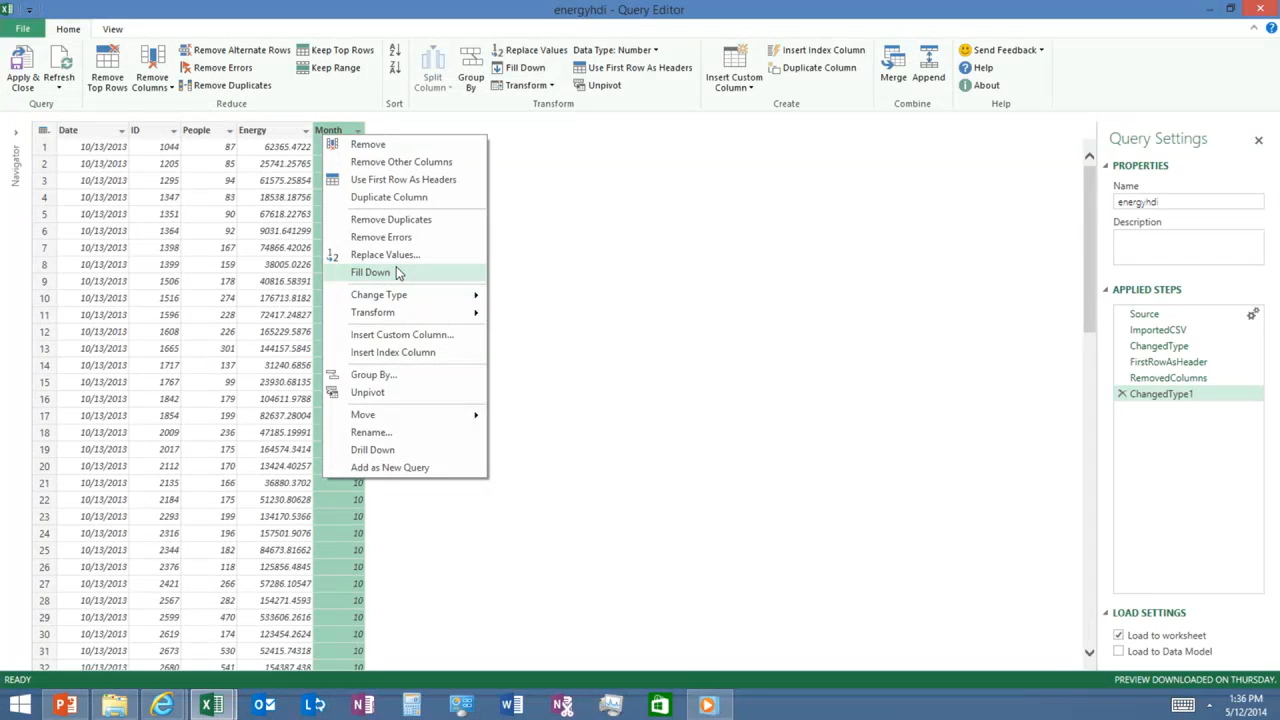 energyhdi - Query Editor
File Home View
Apply & Close Refresh Query
Remove Top Rows Remove Columns Remove Alternate Rows Keep Top Rows
Remove Errors Keep Range
Remove Duplicates
Reduce
Sort
Split Column Group By Replace Values Data Type: Number
Fill Down Use First Row As Headers
Transform Unpivot
Transform
Insert Custom Column Insert Index Column
Duplicate Column
Create
Merge Append
Combine
Send Feedback
Help
About
Help
Navigator
Date ID People Energy Month
1 10/13/2013 1044 87 62365.4722
2 10/13/2013 1205 85 25741.25765
3 10/13/2013 1295 94 61575.25854
4 10/13/2013 1347 83 18538.18756
5 10/13/2013 1351 90 67618.22763
6 10/13/2013 1364 92 9031.641299
7 10/13/2013 1398 167 74866.42026
8 10/13/2013 1399 159 38005.0226
9 10/13/2013 1506 178 40816.58391
10 10/13/2013 1516 274 176713.8182
11 10/13/2013 1596 228 72417.24827
12 10/13/2013 1608 226 165229.5876
13 10/13/2013 1665 301 144157.5845
14 10/13/2013 1717 137 31240.6856
15 10/13/2013 1767 99 23930.68135
16 10/13/2013 1842 179 104611.9788
17 10/13/2013 1854 199 82637.28004
18 10/13/2013 2009 236 47185.19991
19 10/13/2013 2017 175 164574.3414
20 10/13/2013 2112 170 13424.40257
21 10/13/2013 2135 166 36880.3702 10
22 10/13/2013 2184 175 51230.80628 10
23 10/13/2013 2293 199 134170.5366 10
24 10/13/2013 2316 196 157501.9076 10
25 10/13/2013 2344 182 84673.81662 10
26 10/13/2013 2376 118 125856.4845 10
27 10/13/2013 2421 266 57286.10547 10
28 10/13/2013 2567 282 154271.4593 10
29 10/13/2013 2599 470 533606.2616 10
30 10/13/2013 2619 174 123454.2624 10
31 10/13/2013 2673 530 52415.74318 10
32 10/13/2013 2680 541 154387.438 10
Remove
Remove Other Columns
Use First Row As Headers
Duplicate Column
Remove Duplicates
Remove Errors
Replace Values...
Fill Down
Change Type
Transform
Insert Custom Column...
Insert Index Column
Group By...
Unpivot
Move
Rename...
Drill Down
Add as New Query
Query Settings
PROPERTIES
Name
energyhdi
Description
APPLIED STEPS
Source
ImportedCSV
ChangedType
FirstRowAsHeader
RemovedColumns
ChangedType1
LOAD SETTINGS
Load to worksheet
Load to Data Model
READY
PREVIEW DOWNLOADED ON THURSDAY.
1:36 PM
5/12/2014